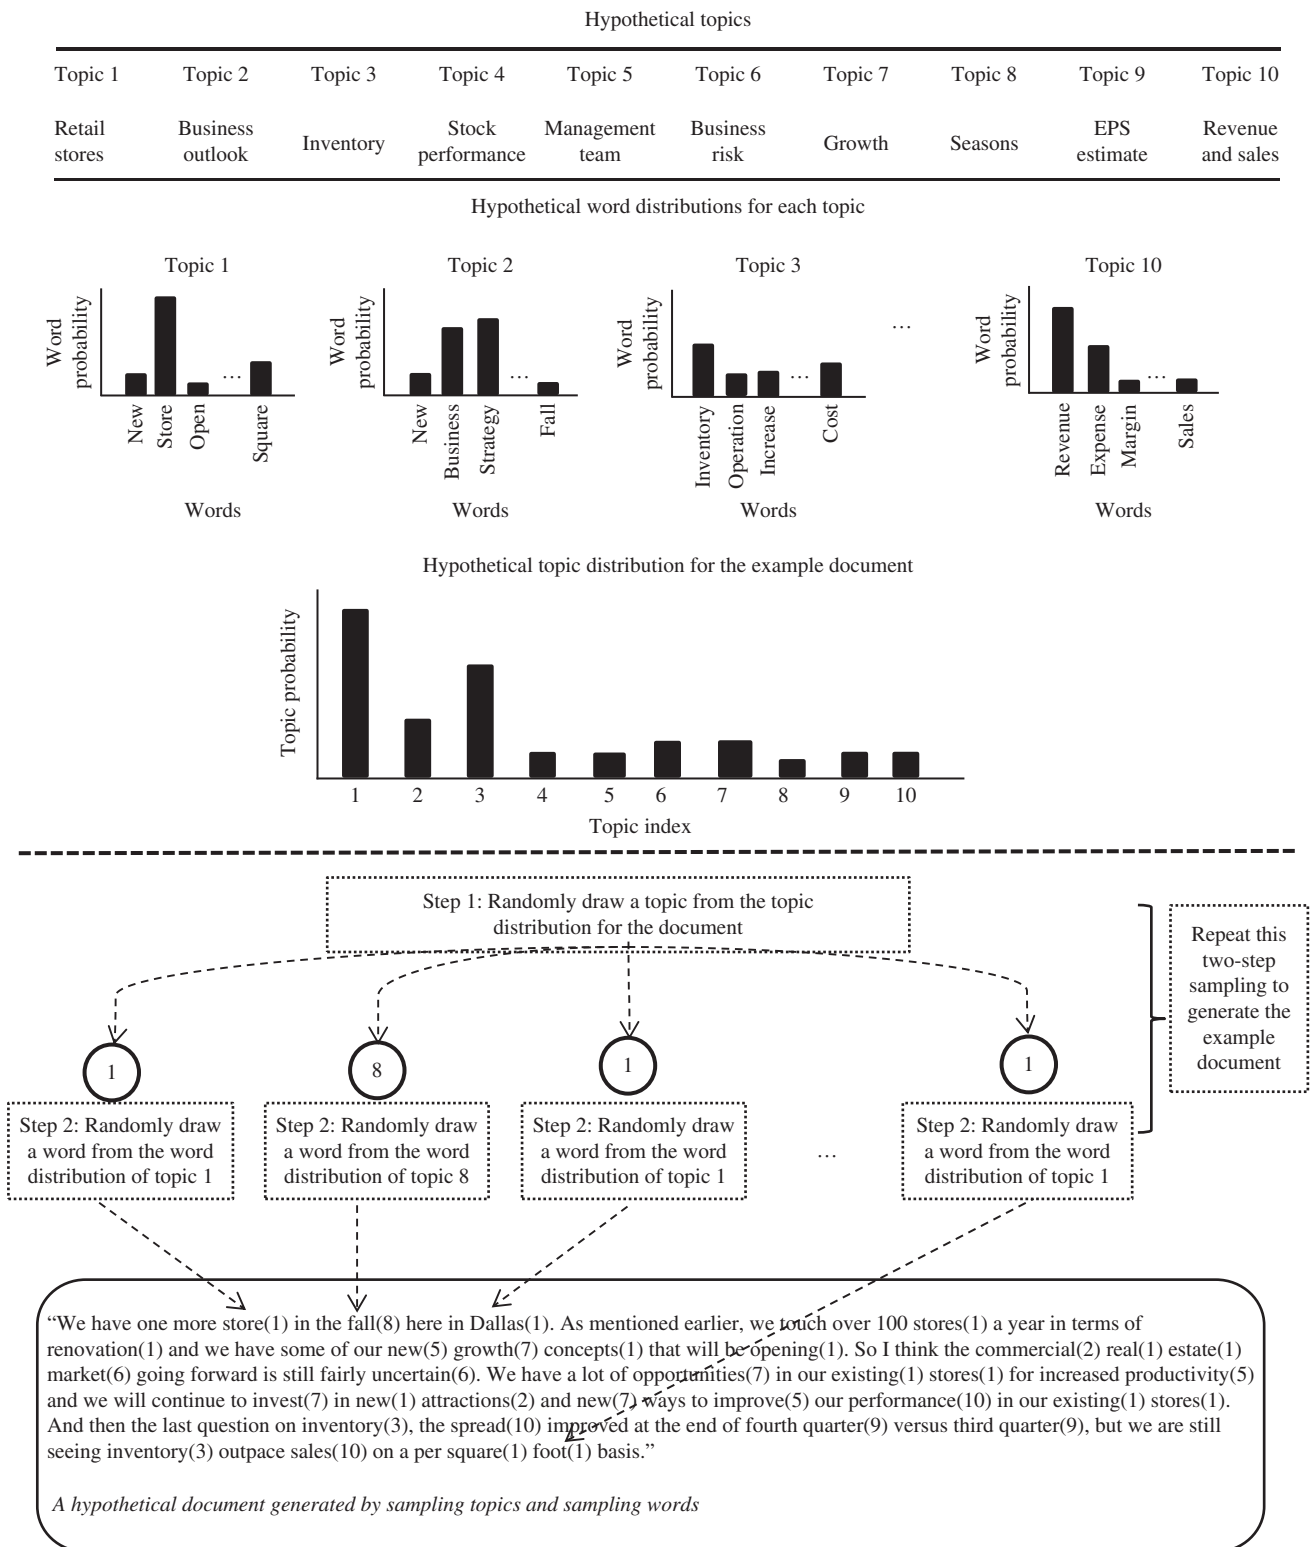 Hypothetical topics
Topic 1 Topic 2 Topic 3 Topic 4 Topic 5 Topic 6 Topic 7 Topic 8 Topic 9 Topic 10
Retail stores
Business outlook
Inventory
Stock performance
Management team
Business risk
Growth
Seasons
EPS estimate
Revenue and sales
Hypothetical word distributions for each topic
Topic 1
Word probability
New
Store
Open
…
Square
Words
Topic 2
Word probability
New
Business
Strategy
…
Fall
Words
Topic 3
Word probability
Inventory
Operation
Increase
…
Cost
Words
…
Topic 10
Word probability
Revenue
Expense
Margin
…
Sales
Words
Hypothetical topic distribution for the example document
Topic probability
1 2 3 4 5 6 7 8 9 10
Topic index
Step 1: Randomly draw a topic from the topic
distribution for the document
Repeat this
two-step
sampling to
generate the
example
document
1
8
1
1
Step 2: Randomly draw
a word from the word
distribution of topic 1
Step 2: Randomly draw
a word from the word
distribution of topic 8
Step 2: Randomly draw
a word from the word
distribution of topic 1
…
Step 2: Randomly draw
a word from the word
distribution of topic 1
“We have one more store(1) in the fall(8) here in Dallas(1). As mentioned earlier, we touch over 100 stores(1) a year in terms of
renovation(1) and we have some of our new(5) growth(7) concepts(1) that will be opening(1). So I think the commercial(2) real(1) estate(1)
market(6) going forward is still fairly uncertain(6). We have a lot of opportunities(7) in our existing(1) stores(1) for increased productivity(5)
and we will continue to invest(7) in new(1) attractions(2) and new(7) ways to improve(5) our performance(10) in our existing(1) stores(1).
And then the last question on inventory(3), the spread(10) improved at the end of fourth quarter(9) versus third quarter(9), but we are still
seeing inventory(3) outpace sales(10) on a per square(1) foot(1) basis.”
A hypothetical document generated by sampling topics and sampling words